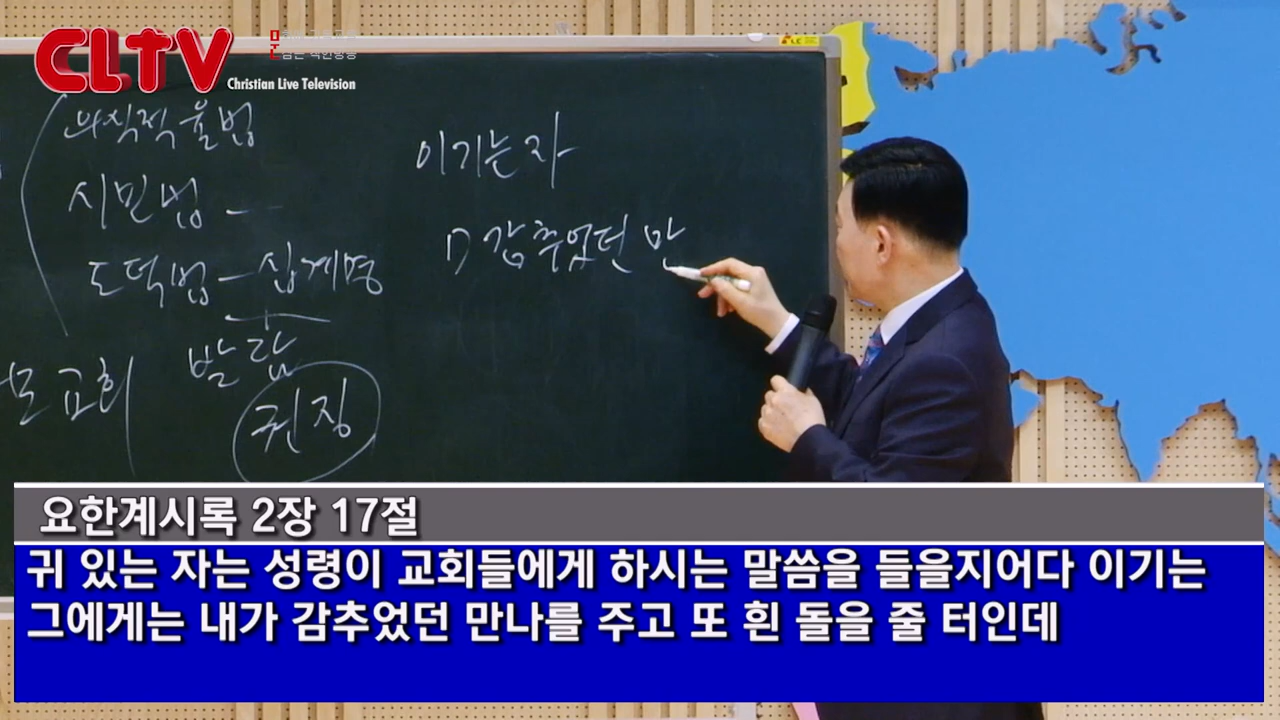 CLTV
Christian Live Television
의식적 율법
시민법 -
도덕법 - 십계명
발람
모교회
권징
이기는 자
1) 감추었던 만
요한계시록 2장 17절
귀 있는 자는 성령이 교회들에게 하시는 말씀을 들을지어다 이기는
그에게는 내가 감추었던 만나를 주고 또 흰 돌을 줄 터인데